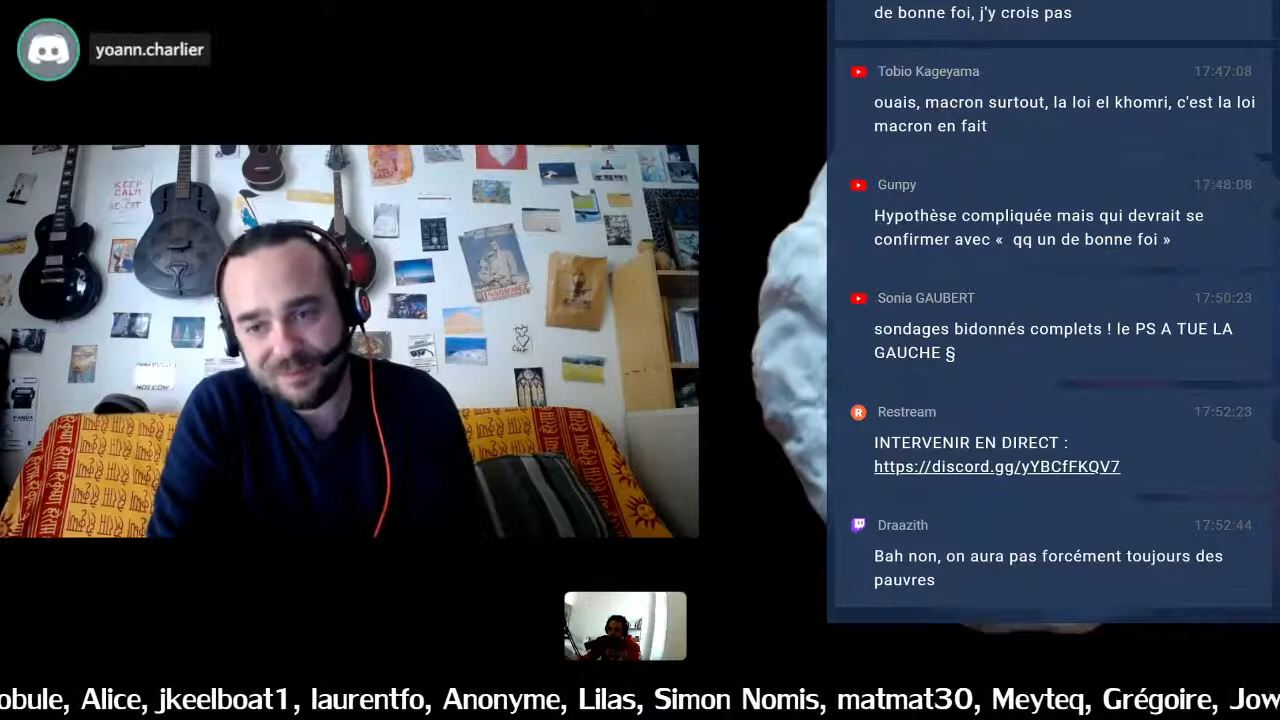 yoann.charlier
KEEP
CALM
de bonne foi, j'y crois pas
Tobio Kageyama 17:47:08
ouais, macron surtout, la loi el khomri, c'est la loi
macron en fait
Gunpy 17:48:08
Hypothèse compliquée mais qui devrait se
confirmer avec « qq un de bonne foi »
Sonia GAUBERT 17:50:23
sondages bidonnés complets ! le PS A TUE LA
GAUCHE §
Restream 17:52:23
INTERVENIR EN DIRECT :
https://discord.gg/yYBCfFKQV7
Draazith 17:52:44
Bah non, on aura pas forcément toujours des
pauvres
obule, Alice, jkeelboat1, laurentfo, Anonyme, Lilas, Simon Nomis, matmat30, Meyteq, Grégoire, Jow